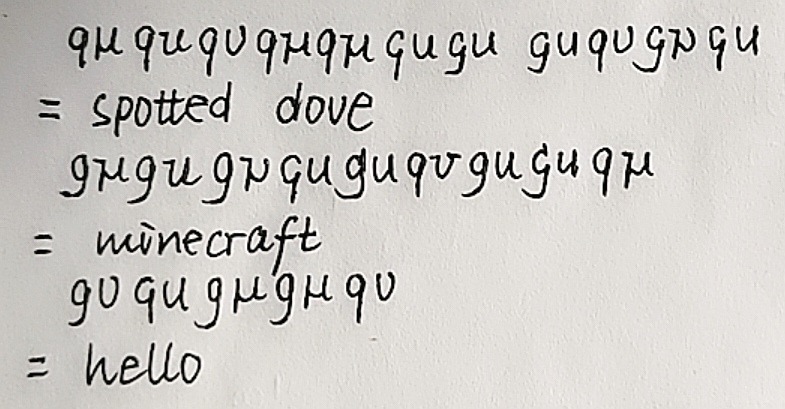 qμ qu qυ qμ qμ gu gu gu qυ gν gu
= spotted dove
gμ gu gν gu gu qυ gu gu qμ
= minecraft
gυ gu gμ gμ qυ
= hello